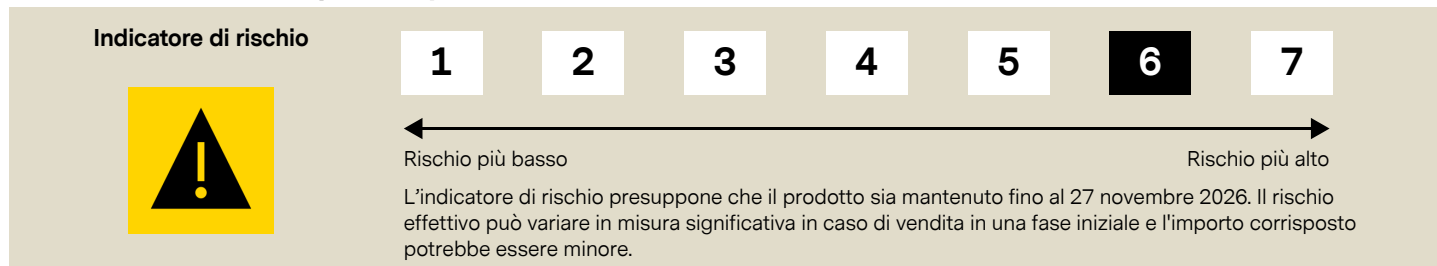 Indicatore di rischio
1 2 3 4 5 6 7
Rischio più basso Rischio più alto
L'indicatore di rischio presuppone che il prodotto sia mantenuto fino al 27 novembre 2026. Il rischio
effettivo può variare in misura significativa in caso di vendita in una fase iniziale e l'importo corrisposto
potrebbe essere minore.